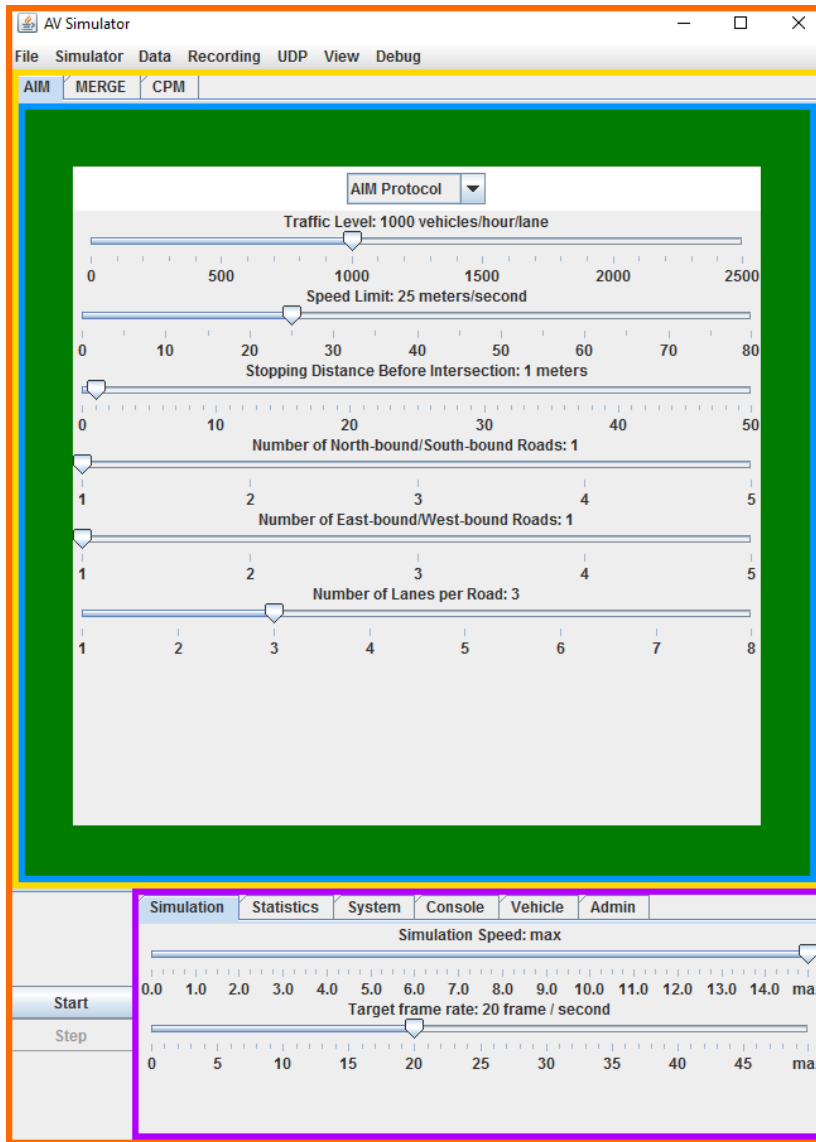 AV Simulator
File Simulator Data Recording UDP View Debug
AIM MERGE CPM
AIM Protocol
Traffic Level: 1000 vehicles/hour/lane
0 500 1000 1500 2000 2500
Speed Limit: 25 meters/second
0 10 20 30 40 50 60 70 80
Stopping Distance Before Intersection: 1 meters
0 10 20 30 40 50
Number of North-bound/South-bound Roads: 1
1 2 3 4 5
Number of East-bound/West-bound Roads: 1
1 2 3 4 5
Number of Lanes per Road: 3
1 2 3 4 5 6 7 8
Simulation Statistics System Console Vehicle Admin
Simulation Speed: max
0.0 1.0 2.0 3.0 4.0 5.0 6.0 7.0 8.0 9.0 10.0 11.0 12.0 13.0 14.0 ma
Start
Target frame rate: 20 frame / second
Step
0 5 10 15 20 25 30 35 40 45 ma